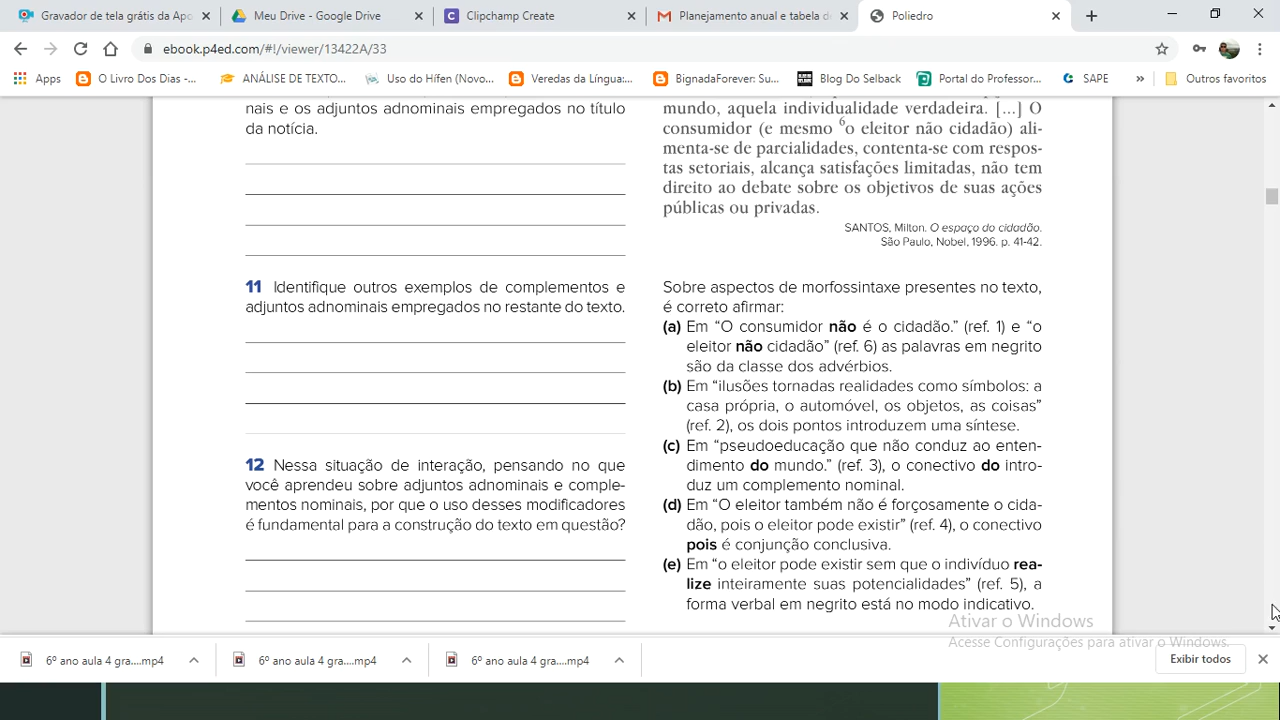 Gravador de tela grátis da Apo
Meu Drive - Google Drive
Clipchamp Create
Planejamento anual e tabela de
Poliedro
ebook.p4ed.com/#!/viewer/13422A/33
Apps
O Livro Dos Dias -...
ANÁLISE DE TEXTO...
Uso do Hífen (Novo...
Veredas da Língua:...
BignadaForever: Su...
Blog Do Selback
Portal do Professor...
SAPE
»
Outros favoritos
nais e os adjuntos adnominais empregados no título
da notícia.
11 Identifique outros exemplos de complementos e
adjuntos adnominais empregados no restante do texto.
12 Nessa situação de interação, pensando no que
você aprendeu sobre adjuntos adnominais e comple-
mentos nominais, por que o uso desses modificadores
é fundamental para a construção do texto em questão?
mundo, aquela individualidade verdadeira. [...] O
consumidor (e mesmo 6o eleitor não cidadão) ali-
menta-se de parcialidades, contenta-se com respos-
tas setoriais, alcança satisfações limitadas, não tem
direito ao debate sobre os objetivos de suas ações
públicas ou privadas.
SANTOS, Milton. O espaço do cidadão.
São Paulo, Nobel, 1996. p. 41-42.
Sobre aspectos de morfossintaxe presentes no texto,
é correto afirmar:
(a) Em “O consumidor não é o cidadão.” (ref. 1) e “o
eleitor não cidadão” (ref. 6) as palavras em negrito
são da classe dos advérbios.
(b) Em “ilusões tornadas realidades como símbolos: a
casa própria, o automóvel, os objetos, as coisas”
(ref. 2), os dois pontos introduzem uma síntese.
(c) Em “pseudoeducação que não conduz ao enten-
dimento do mundo.” (ref. 3), o conectivo do intro-
duz um complemento nominal.
(d) Em “O eleitor também não é forçosamente o cida-
dão, pois o eleitor pode existir” (ref. 4), o conectivo
pois é conjunção conclusiva.
(e) Em “o eleitor pode existir sem que o indivíduo rea-
lize inteiramente suas potencialidades” (ref. 5), a
forma verbal em negrito está no modo indicativo.
Ativar o Windows
Acesse Configurações para ativar o Windows.
6º ano aula 4 gra....mp4
6º ano aula 4 gra....mp4
6º ano aula 4 gra....mp4
Exibir todos